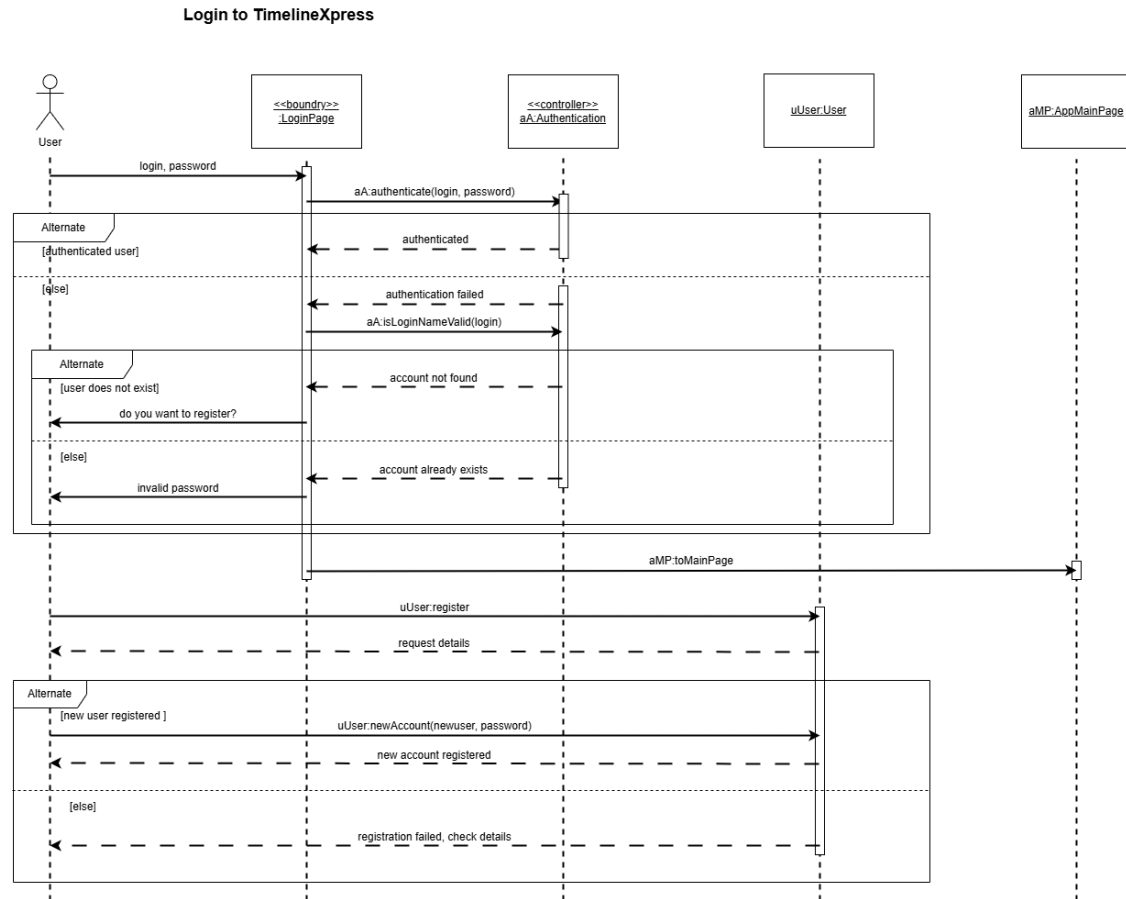 Login to TimelineXpress
User
<<boundry>>
:LoginPage
<<controller>>
aA:Authentication
uUser:User
aMP:AppMainPage
login, password
aA:authenticate(login, password)
Alternate
authenticated
[authenticated user]
[else]
authentication failed
aA:isLoginNameValid(login)
Alternate
account not found
[user does not exist]
do you want to register?
[else]
account already exists
invalid password
aMP:toMainPage
uUser:register
request details
Alternate
[new user registered ]
uUser:newAccount(newuser, password)
new account registered
[else]
registration failed, check details